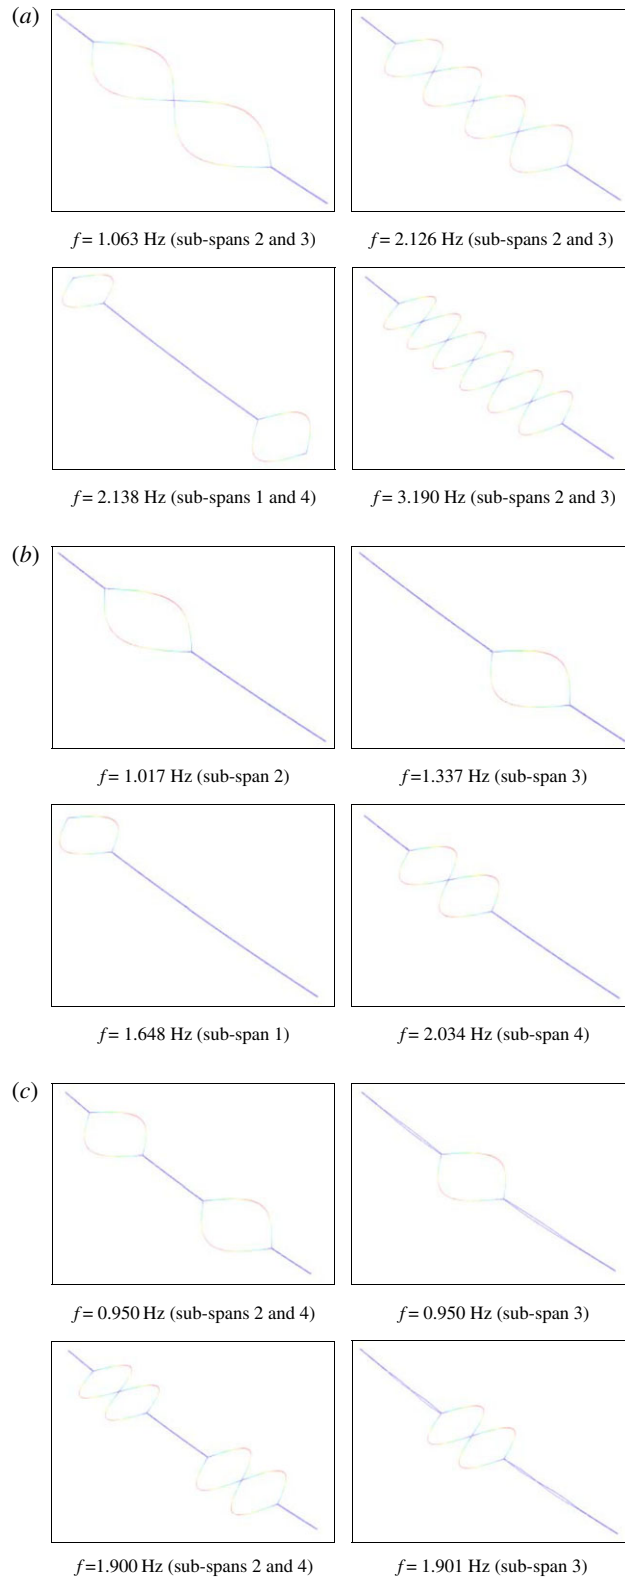 (a)
f= 1.063 Hz (sub-spans 2 and 3) f= 2.126 Hz (sub-spans 2 and 3)
f= 2.138 Hz (sub-spans 1 and 4) f= 3.190 Hz (sub-spans 2 and 3)
(b)
f= 1.017 Hz (sub-span 2) f=1.337 Hz (sub-span 3)
f= 1.648 Hz (sub-span 1) f= 2.034 Hz (sub-span 4)
(c)
f= 0.950 Hz (sub-spans 2 and 4) f= 0.950 Hz (sub-span 3)
f=1.900 Hz (sub-spans 2 and 4) f= 1.901 Hz (sub-span 3)